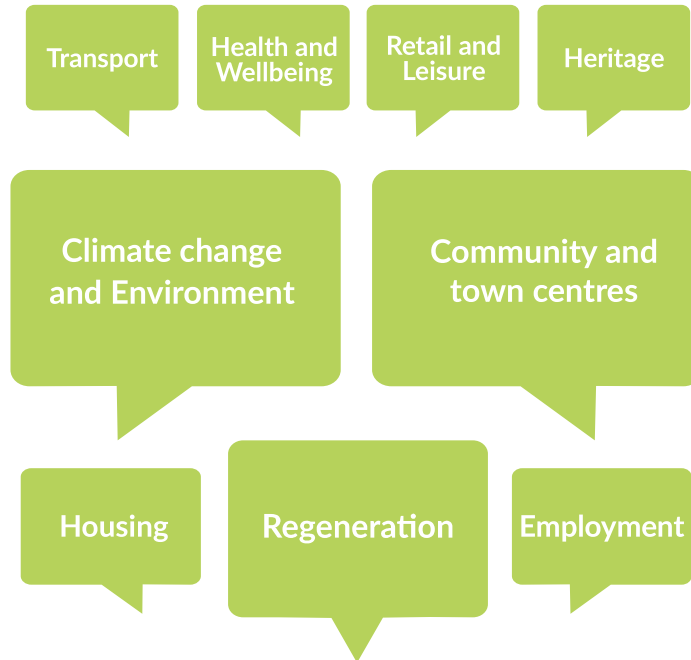 Transport
Health and
Wellbeing
Retail and
Leisure
Heritage
Climate change
and Environment
Community and
town centres
Housing
Regeneration
Employment